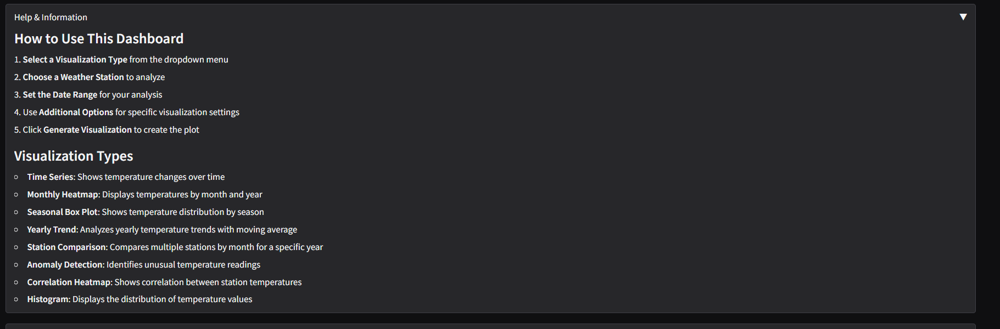 Help & Information
How to Use This Dashboard
1. Select a Visualization Type from the dropdown menu
2. Choose a Weather Station to analyze
3. Set the Date Range for your analysis
4. Use Additional Options for specific visualization settings
5. Click Generate Visualization to create the plot
Visualization Types
Time Series: Shows temperature changes over time
Monthly Heatmap: Displays temperatures by month and year
Seasonal Box Plot: Shows temperature distribution by season
Yearly Trend: Analyzes yearly temperature trends with moving average
Station Comparison: Compares multiple stations by month for a specific year
Anomaly Detection: Identifies unusual temperature readings
Correlation Heatmap: Shows correlation between station temperatures
Histogram: Displays the distribution of temperature values